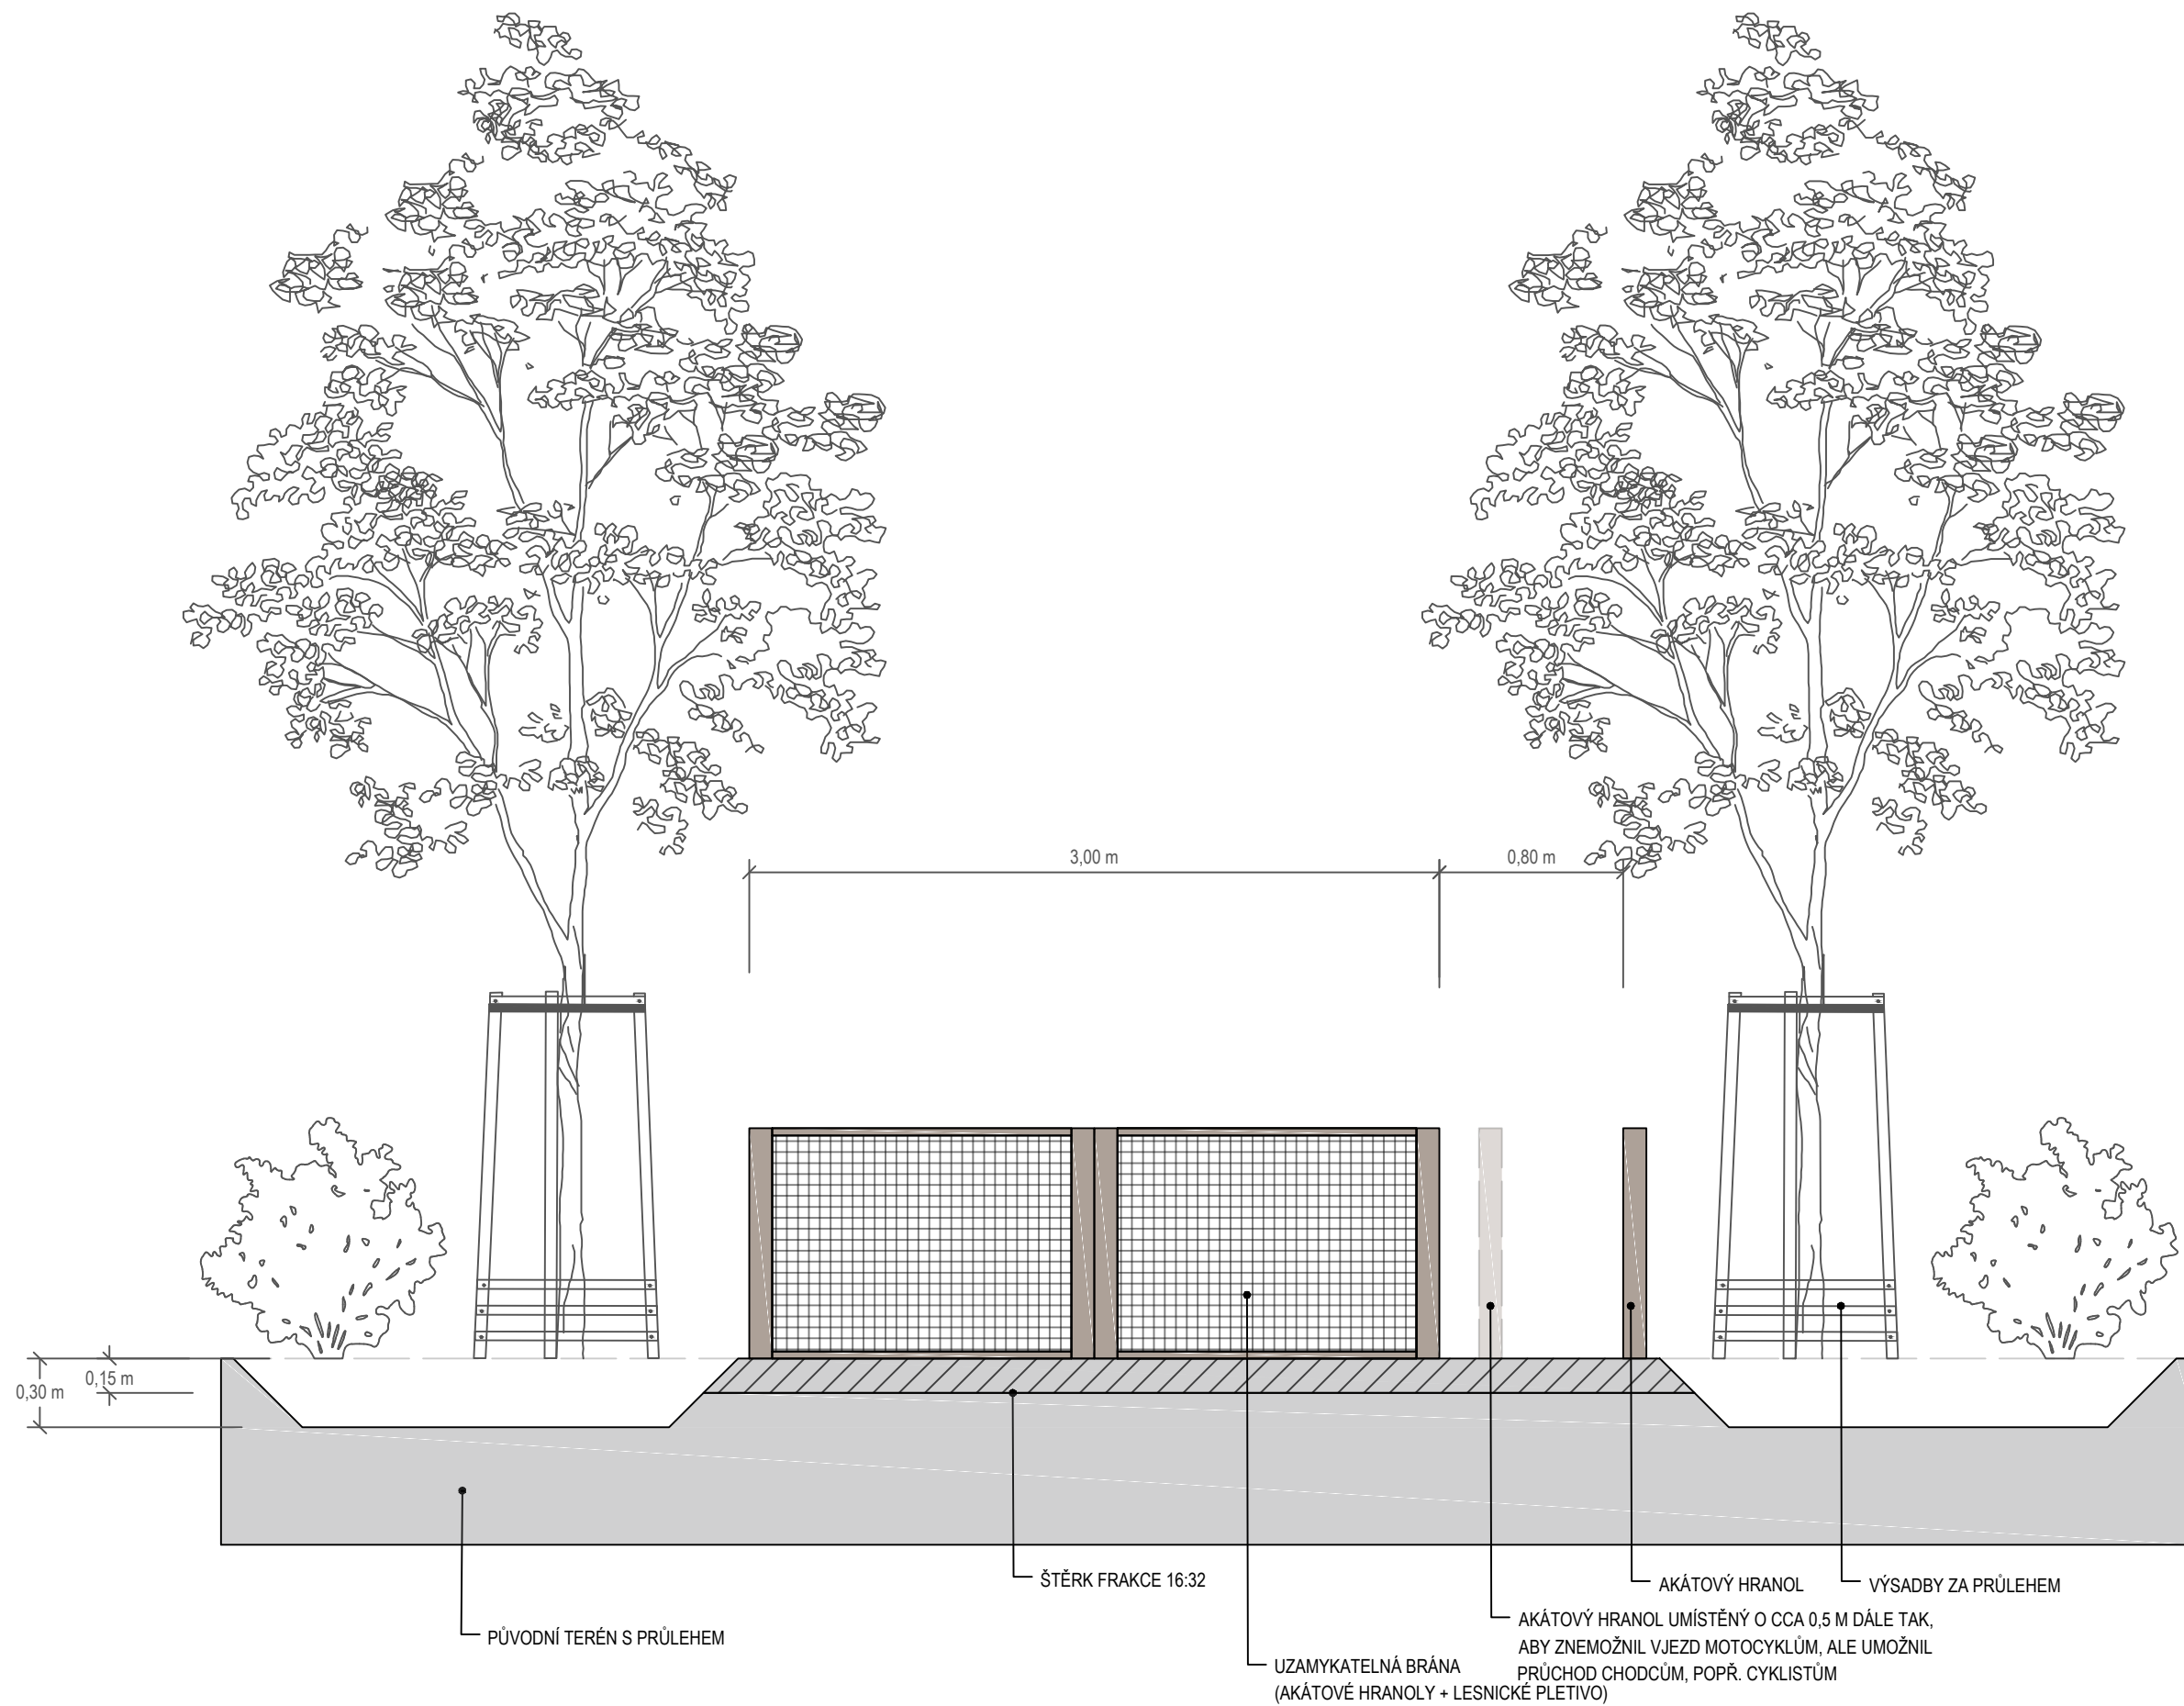 3,00 m
0,80 m
0,30 m
0,15 m
ŠTĚRK FRAKCE 16:32
AKÁTOVÝ HRANOL
VÝSADBY ZA PRŮLEHEM
PŮVODNÍ TERÉN S PRŮLEHEM
AKÁTOVÝ HRANOL UMÍSTĚNÝ O CCA 0,5 M DÁLE TAK,
ABY ZNEMOŽNIL VJEZD MOTOCYKLŮM, ALE UMOŽNIL
PRŮCHOD CHODCŮM, POPŘ. CYKLISTŮM
UZAMYKATELNÁ BRÁNA
(AKÁTOVÉ HRANOLY + LESNICKÉ PLETIVO)